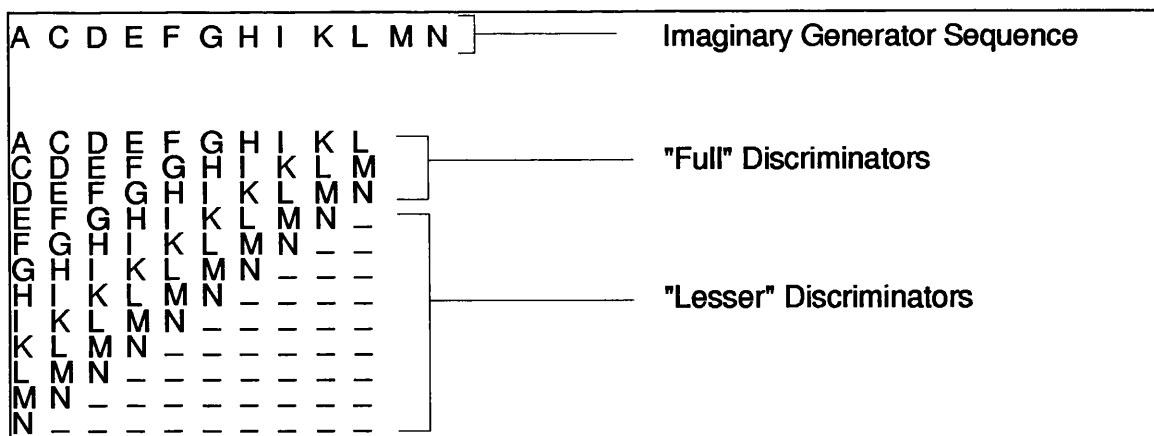 A C D E F G H I K L M N Imaginary Generator Sequence
A C D E F G H I K L
C D E F G H I K L M
"Full" Discriminators
D E F G H I K L M N
E F G H I K L M N _
F G H I K L M N _ _
G H I K L M N _ _ _
H I K L M N _ _ _ _
"Lesser" Discriminators
I K L M N _ _ _ _ _
K L M N _ _ _ _ _ _
L M N _ _ _ _ _ _ _
M N _ _ _ _ _ _ _ _
N _ _ _ _ _ _ _ _ _